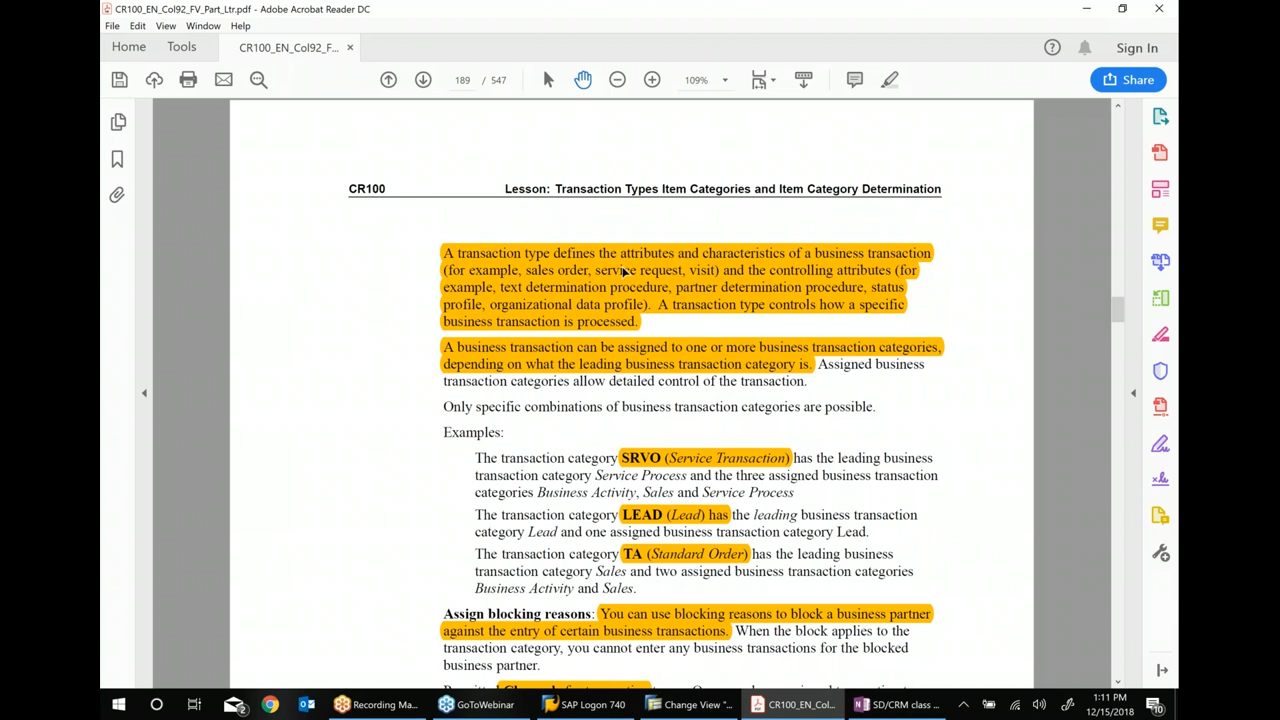 CR100_EN_Col92_FV_Part_Ltr.pdf - Adobe Acrobat Reader DC
File Edit View Window Help
Home Tools CR100_EN_Col92_F... × Sign In
189 / 547 109% Share
CR100 Lesson: Transaction Types Item Categories and Item Category Determination
A transaction type defines the attributes and characteristics of a business transaction
(for example, sales order, service request, visit) and the controlling attributes (for
example, text determination procedure, partner determination procedure, status
profile, organizational data profile). A transaction type controls how a specific
business transaction is processed.
A business transaction can be assigned to one or more business transaction categories,
depending on what the leading business transaction category is. Assigned business
transaction categories allow detailed control of the transaction.
Only specific combinations of business transaction categories are possible.
Examples:
The transaction category SRVO (Service Transaction) has the leading business
transaction category Service Process and the three assigned business transaction
categories Business Activity, Sales and Service Process
The transaction category LEAD (Lead) has the leading business transaction
category Lead and one assigned business transaction category Lead.
The transaction category TA (Standard Order) has the leading business
transaction category Sales and two assigned business transaction categories
Business Activity and Sales.
Assign blocking reasons: You can use blocking reasons to block a business partner
against the entry of certain business transactions. When the block applies to the
transaction category, you cannot enter any business transactions for the blocked
business partner.
Recording Ma... GoToWebinar SAP Logon 740 Change View "... CR100_EN_Col... SD/CRM class ... 1:11 PM
12/15/2018